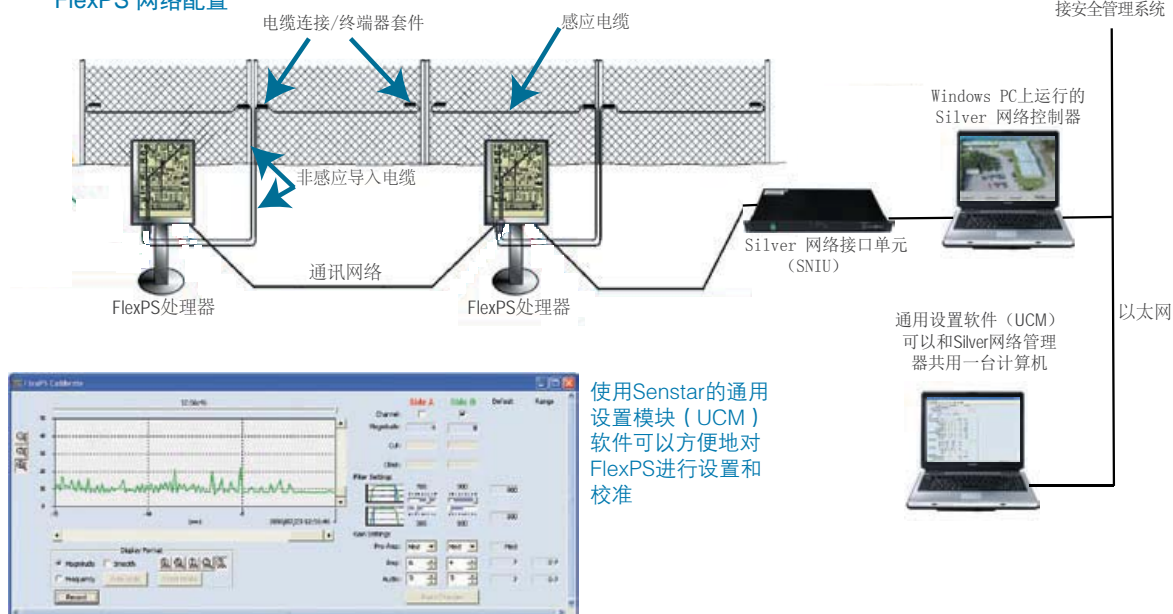 FlexPS 网络配置
电缆连接/终端器套件
感应电缆
接安全管理系统
Windows PC上运行的
Silver 网络控制器
非感应导入电缆
Silver 网络接口单元
（SNIU）
通讯网络
FlexPS处理器
FlexPS处理器
以太网
通用设置软件（UCM）
可以和Silver网络管理
器共用一台计算机
使用Senstar的通用
设置模块（UCM）
软件可以方便地对
FlexPS进行设置和
校准
FlexPS Calibrate
Side A
Side B
Default
Range
Channel:
Magnitude:
Cut:
Climb:
Filter Settings
Gain Settings
Display Format
Magnitude
Smooth
Frequency
Pre-Amp:
Amp:
Audio:
Record